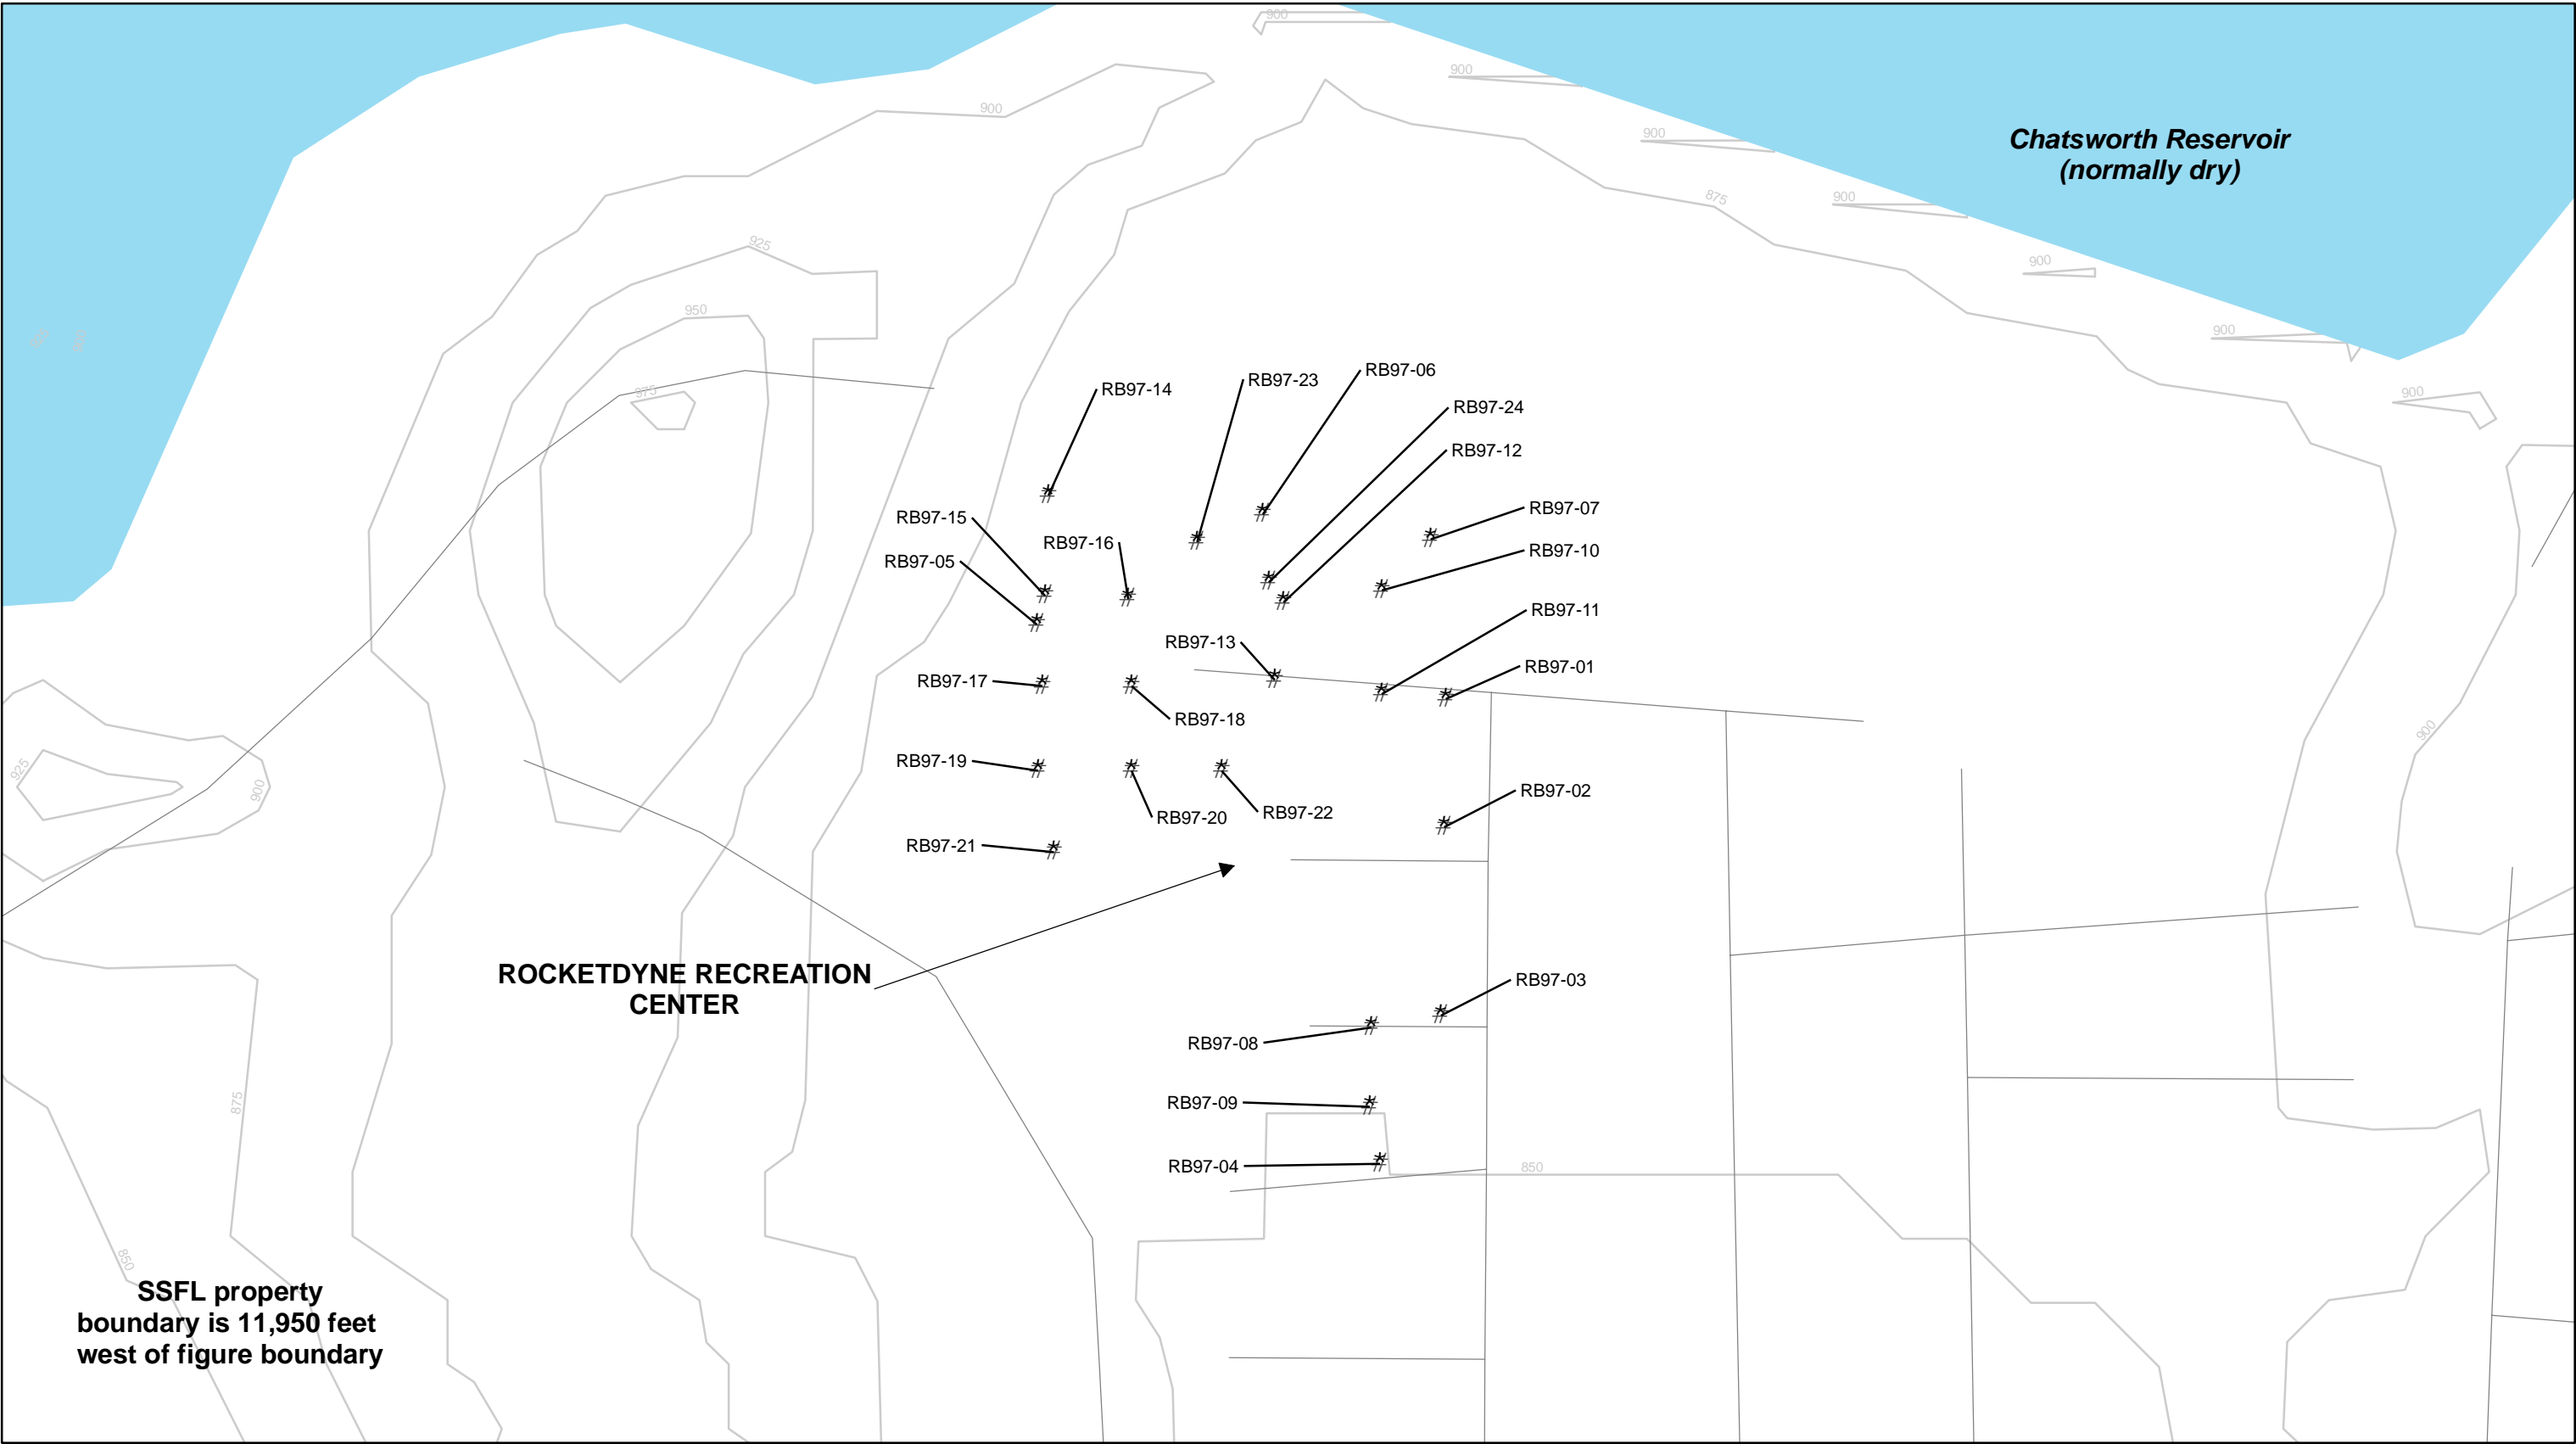 900
900
Chatsworth Reservoir
(normally dry)
900
900
875
900
925
900
950
900
975
900
RB97-14
RB97-23
RB97-06
RB97-24
RB97-12
RB97-15
RB97-16
RB97-07
RB97-05
RB97-10
RB97-11
RB97-13
RB97-01
RB97-17
RB97-18
900
925
900
RB97-19
RB97-02
RB97-20
RB97-22
RB97-21
ROCKETDYNE RECREATION
CENTER
RB97-03
RB97-08
875
RB97-09
RB97-04
850
850
SSFL property
boundary is 11,950 feet
west of figure boundary